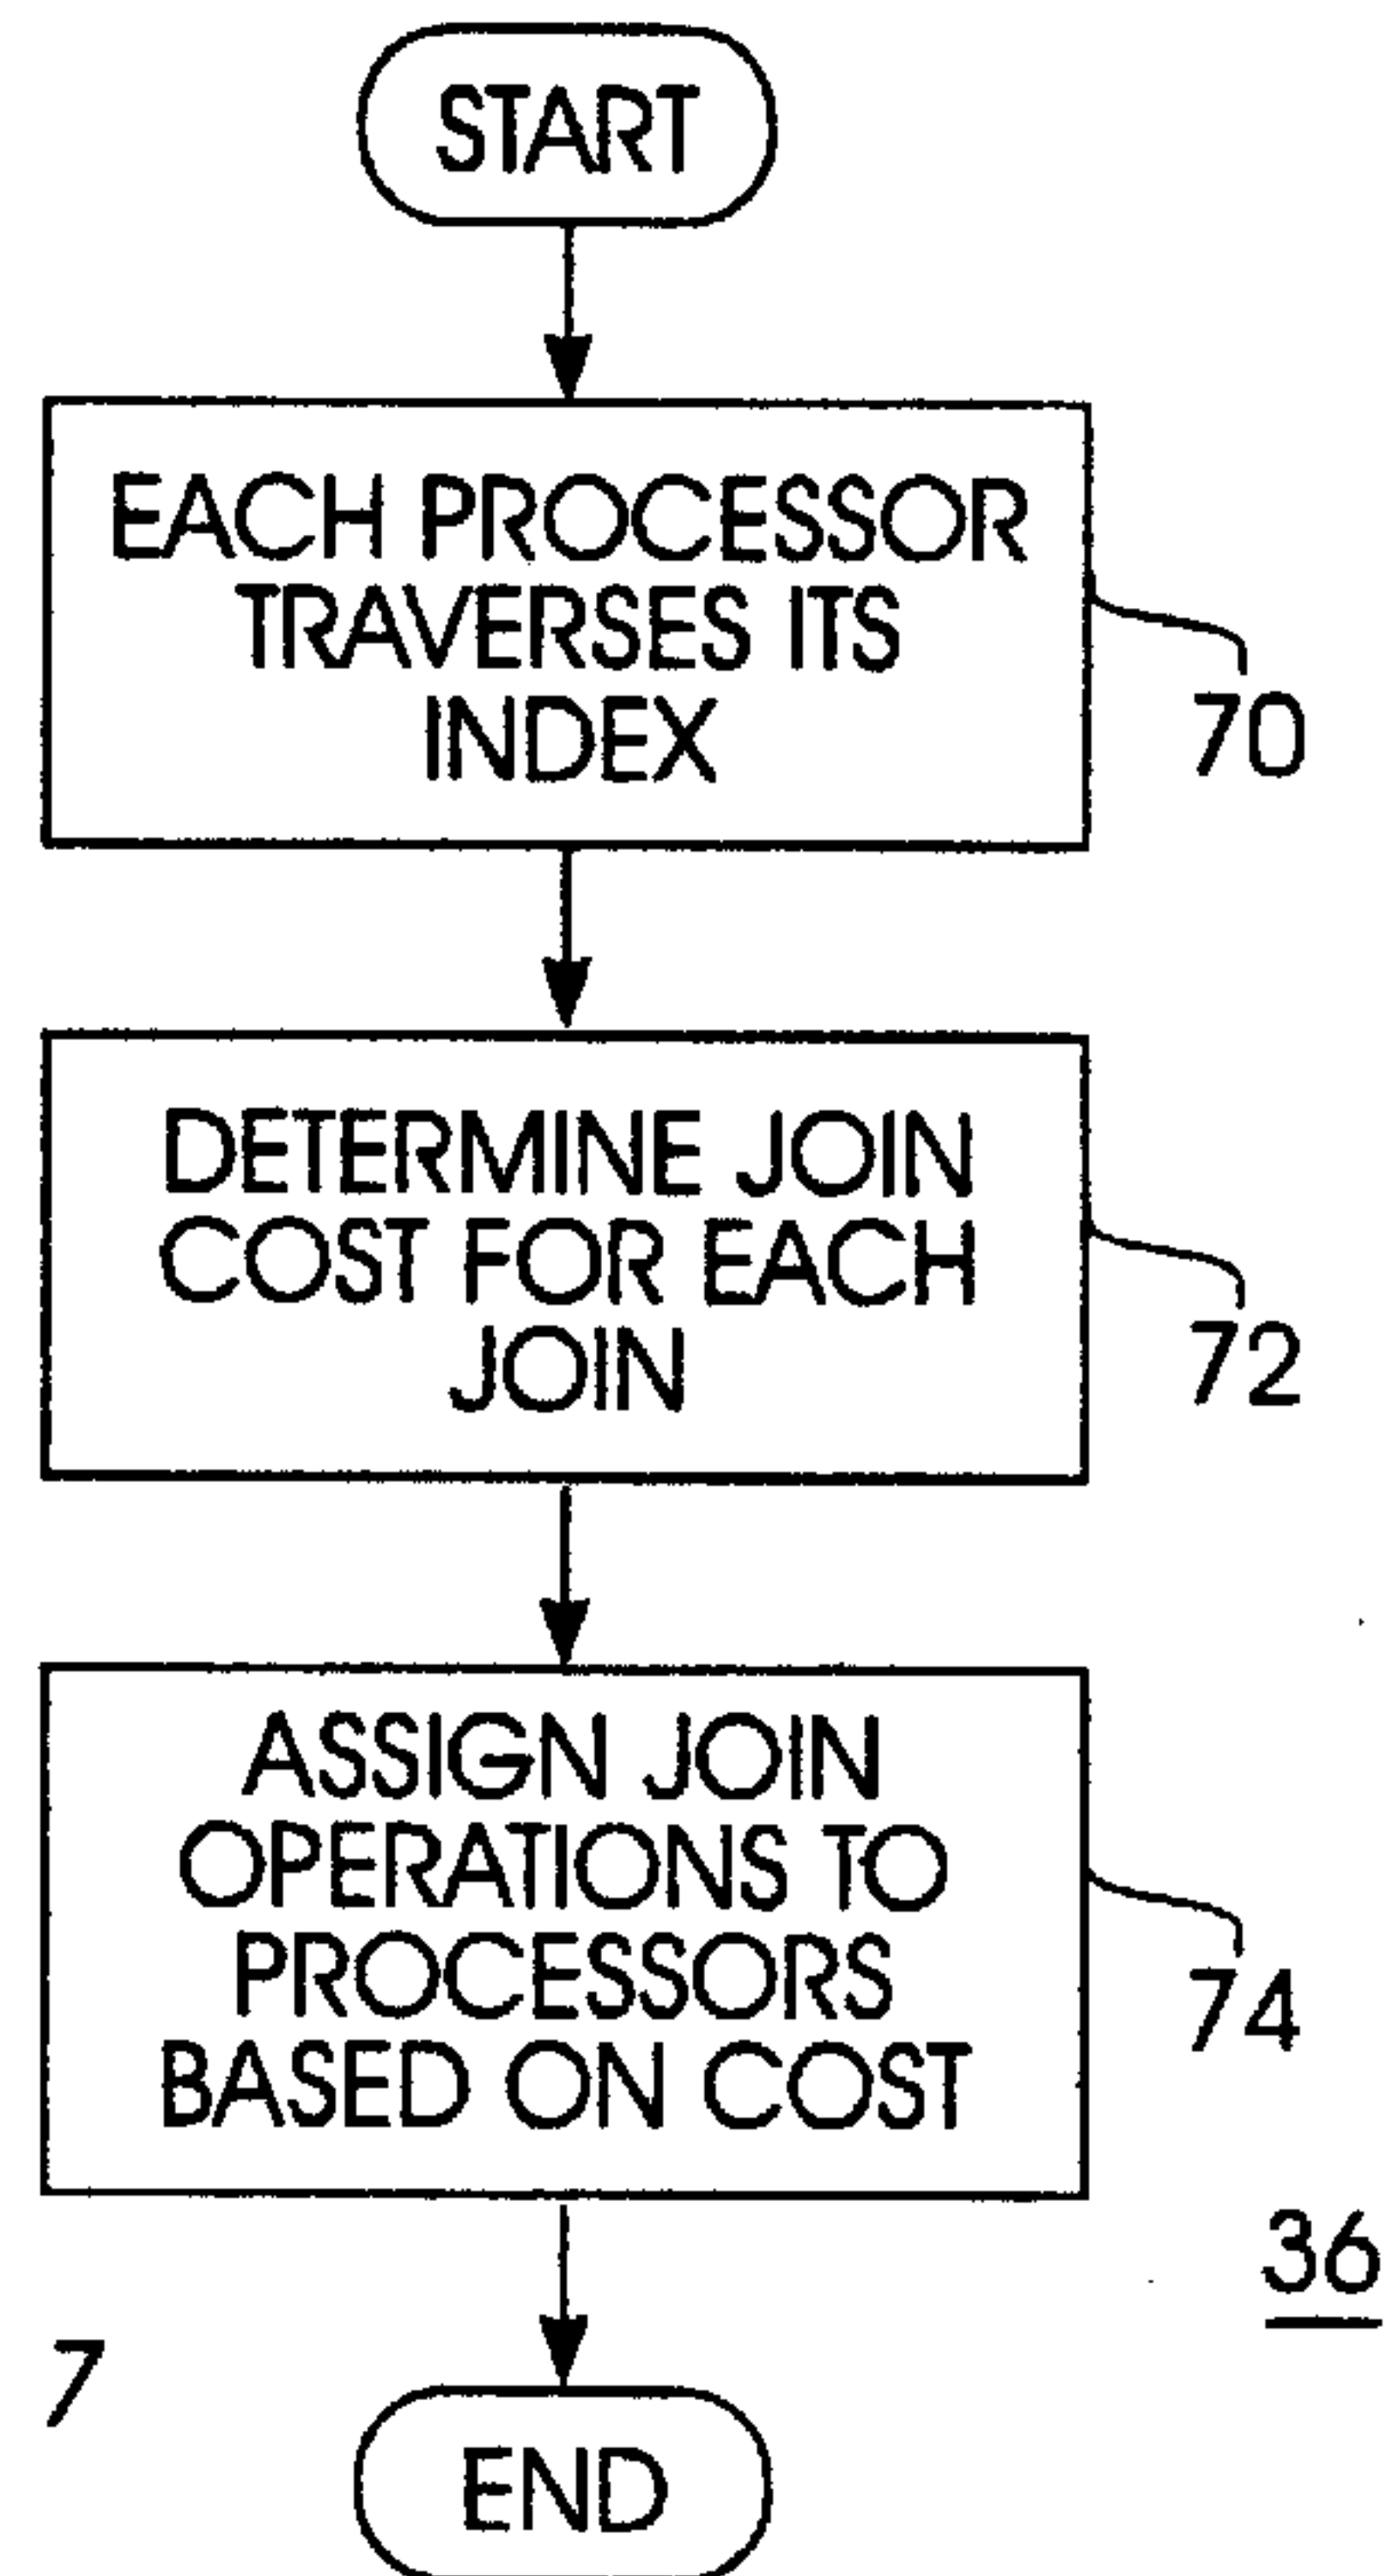 START
EACH PROCESSOR
TRAVERSES ITS
INDEX
70
DETERMINE JOIN
COST FOR EACH
JOIN
72
ASSIGN JOIN
OPERATIONS TO
PROCESSORS
BASED ON COST
74
36
7
END